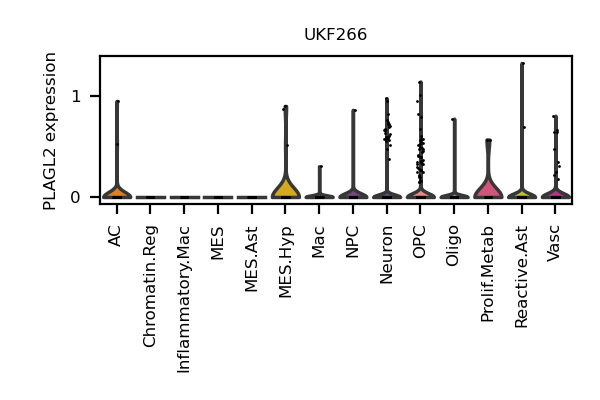 UKF266
PLAGL2 expression
1
0
AC
Chromatin.Reg
Inflammatory.Mac
MES
MES.Ast
MES.Hyp
Mac
NPC
Neuron
OPC
Oligo
Prolif.Metab
Reactive.Ast
Vasc